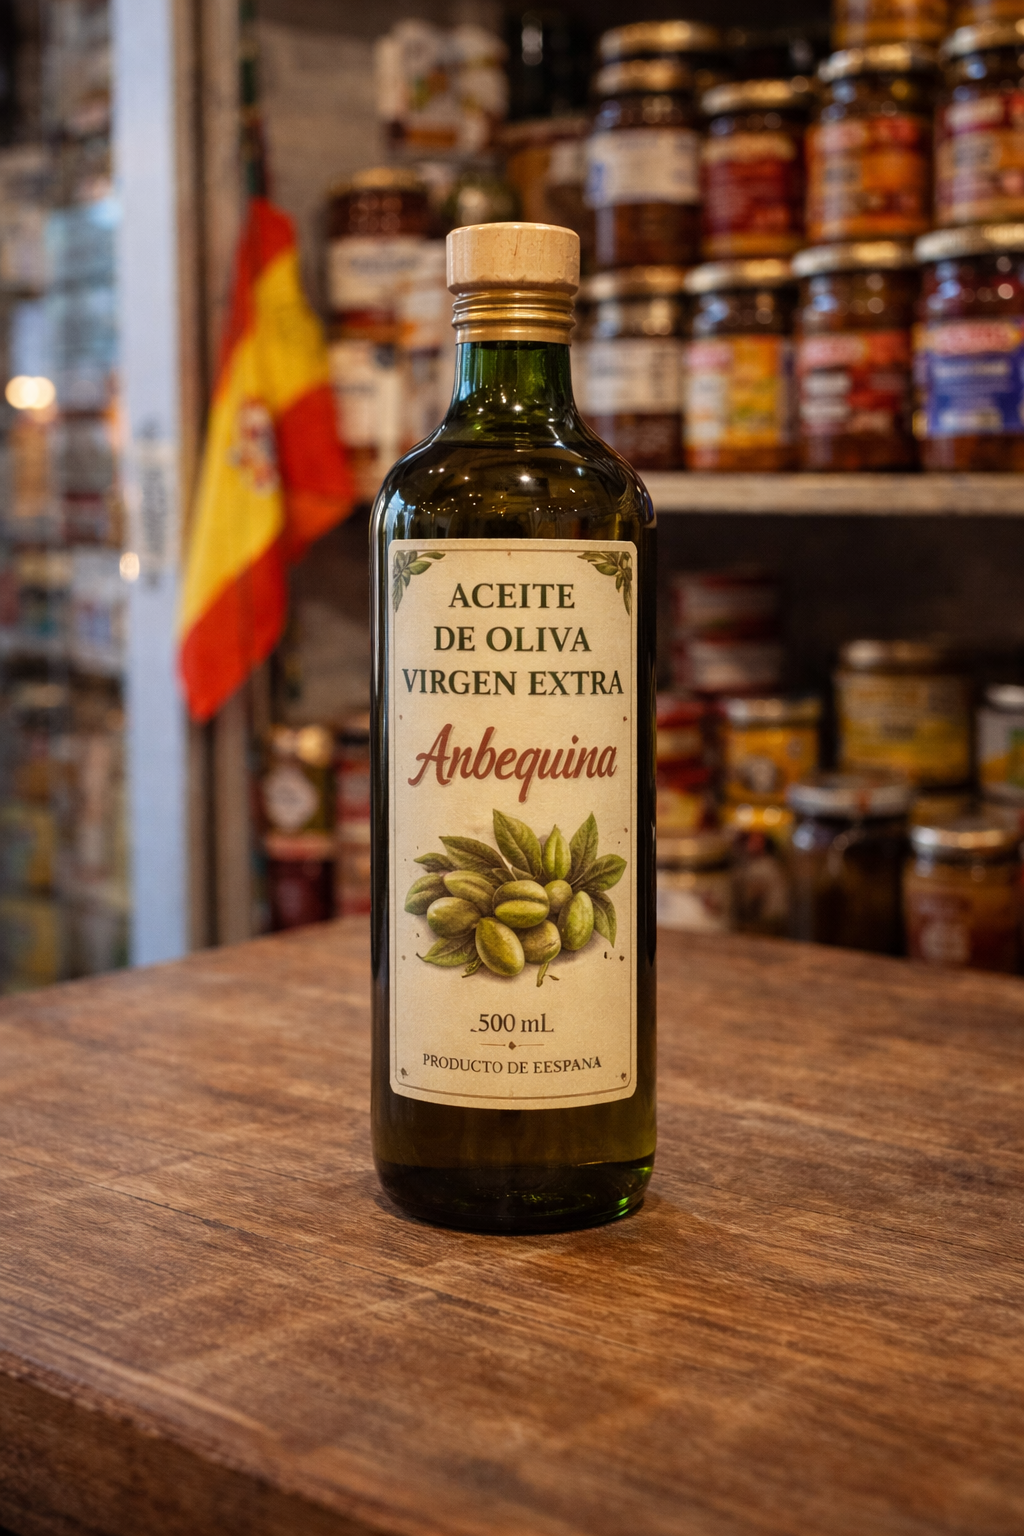 ACEITE
DE OLIVA
VIRGEN EXTRA
Anbequina
500 mL
PRODUCTO DE EESPANA